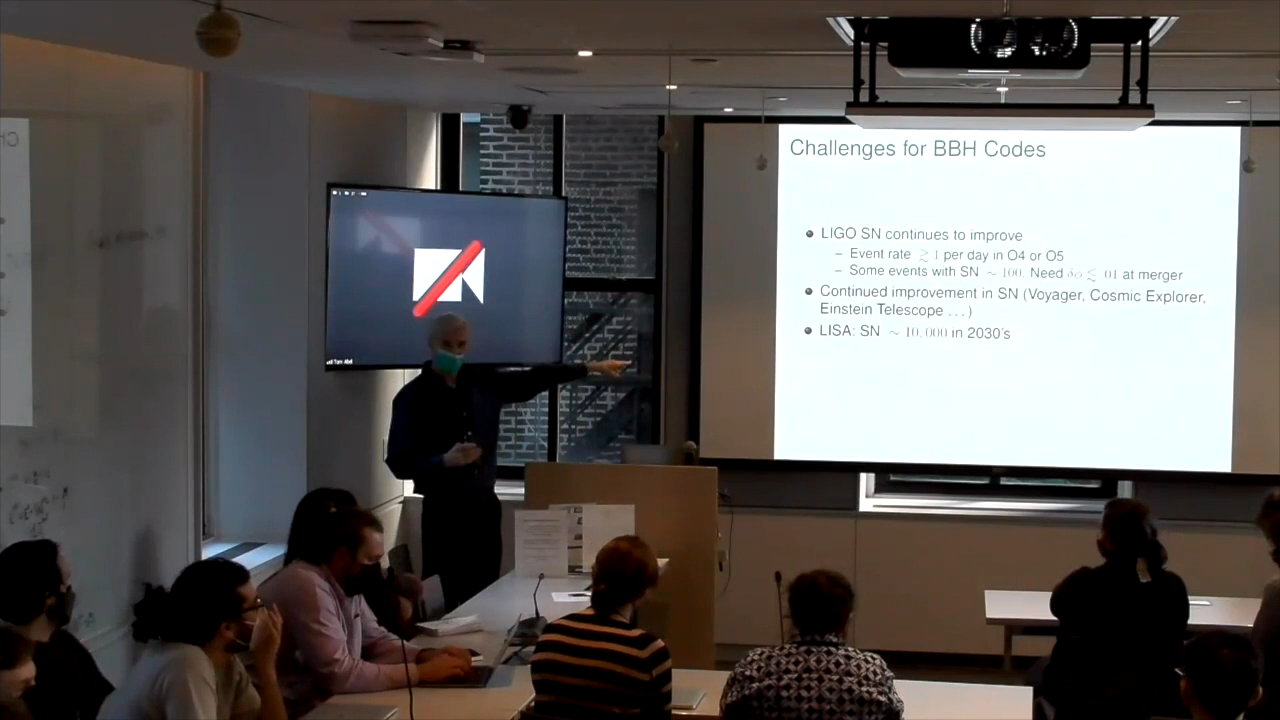 Challenges for BBH Codes
● LIGO SN continues to improve
– Event rate ≳ 1 per day in O4 or O5
– Some events with SN ∼ 100. Need δϕ ≲ .01 at merger
● Continued improvement in SN (Voyager, Cosmic Explorer,
Einstein Telescope . . . )
● LISA: SN ∼ 10,000 in 2030's